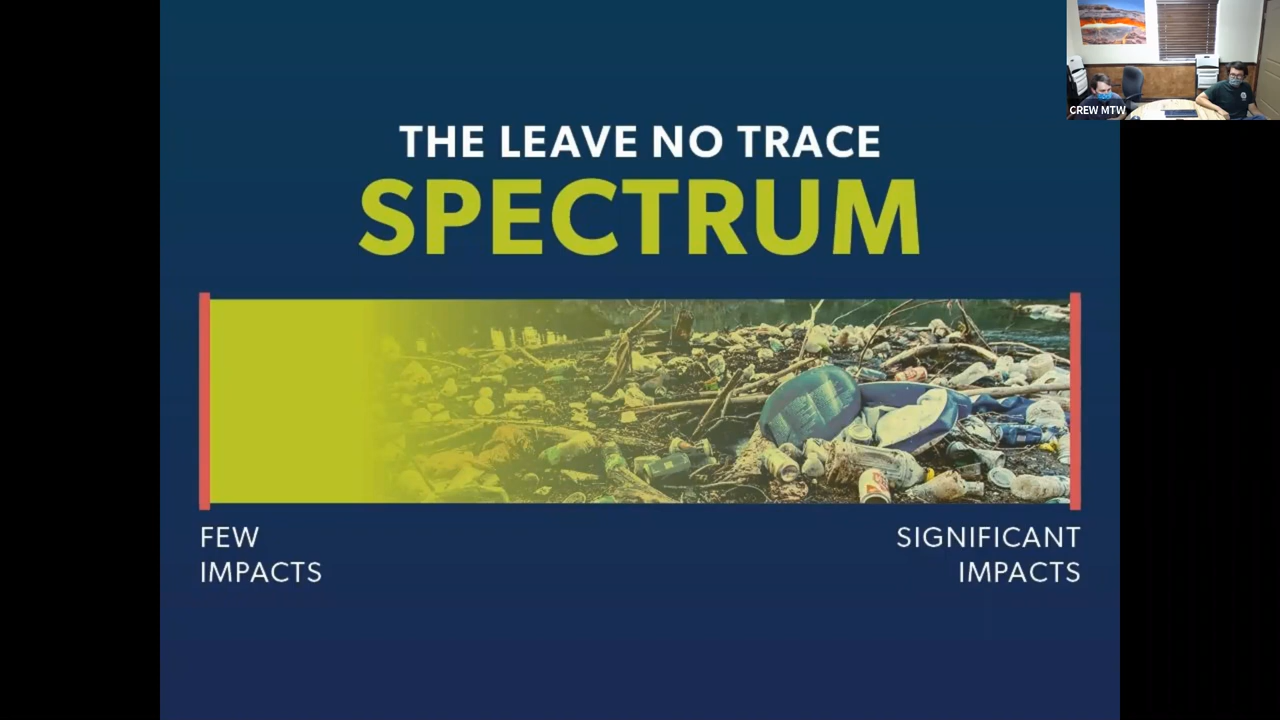 CREW MTW
THE LEAVE NO TRACE
SPECTRUM
FEW
IMPACTS
SIGNIFICANT
IMPACTS